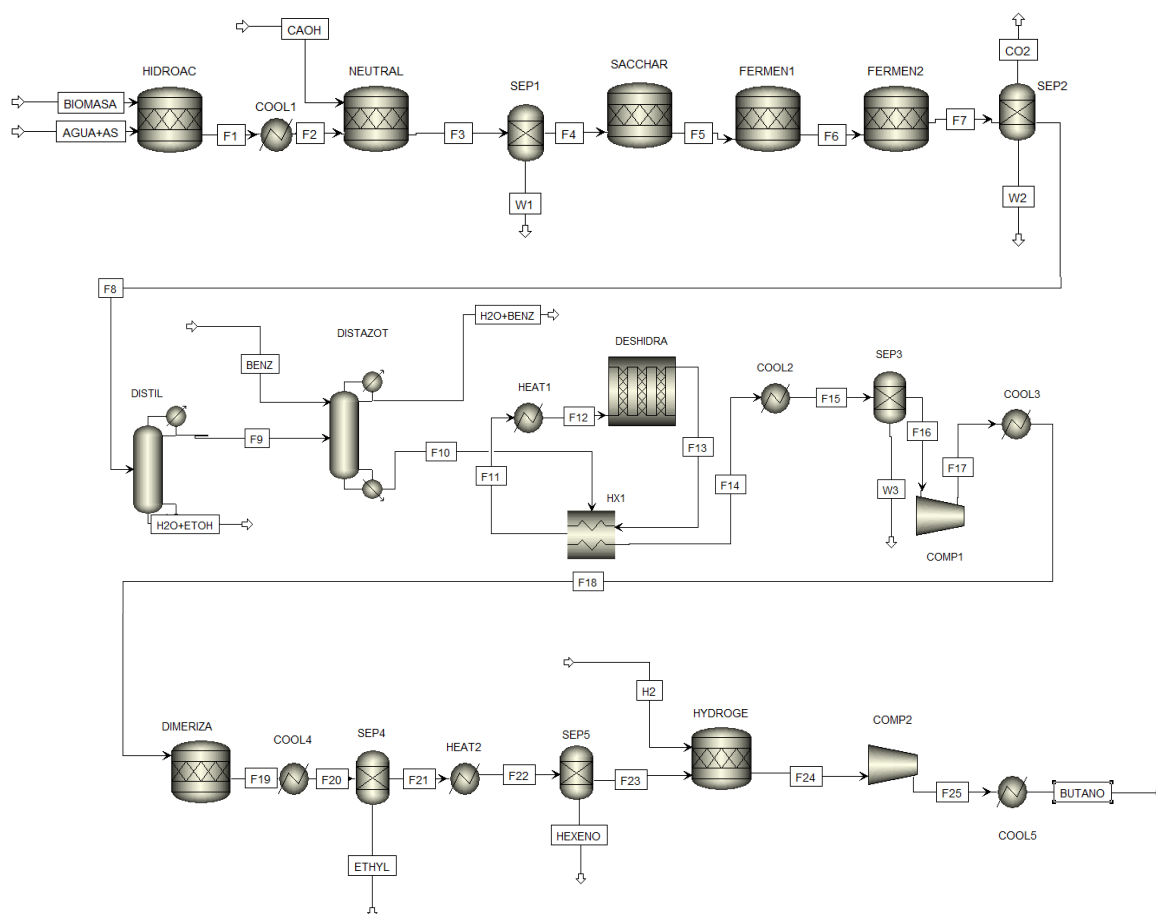 CAOH
CO2
HIDROAC
NEUTRAL
SEP1
SACCHAR
FERMEN1
FERMEN2
SEP2
BIOMASA
AGUA+AS
COOL1
F1
F2
F3
F4
F5
F6
F7
W1
W2
F8
BENZ
DISTAZOT
H2O+BENZ
DESHIDRA
DISTIL
HEAT1
COOL2
SEP3
COOL3
F9
F10
F11
F12
F13
F14
F15
F16
F17
HX1
W3
H2O+ETOH
COMP1
F18
H2
HYDROGE
COMP2
DIMERIZA
COOL4
SEP4
HEAT2
SEP5
F19
F20
F21
F22
F23
F24
F25
BUTANO
COOL5
ETHYL
HEXENO